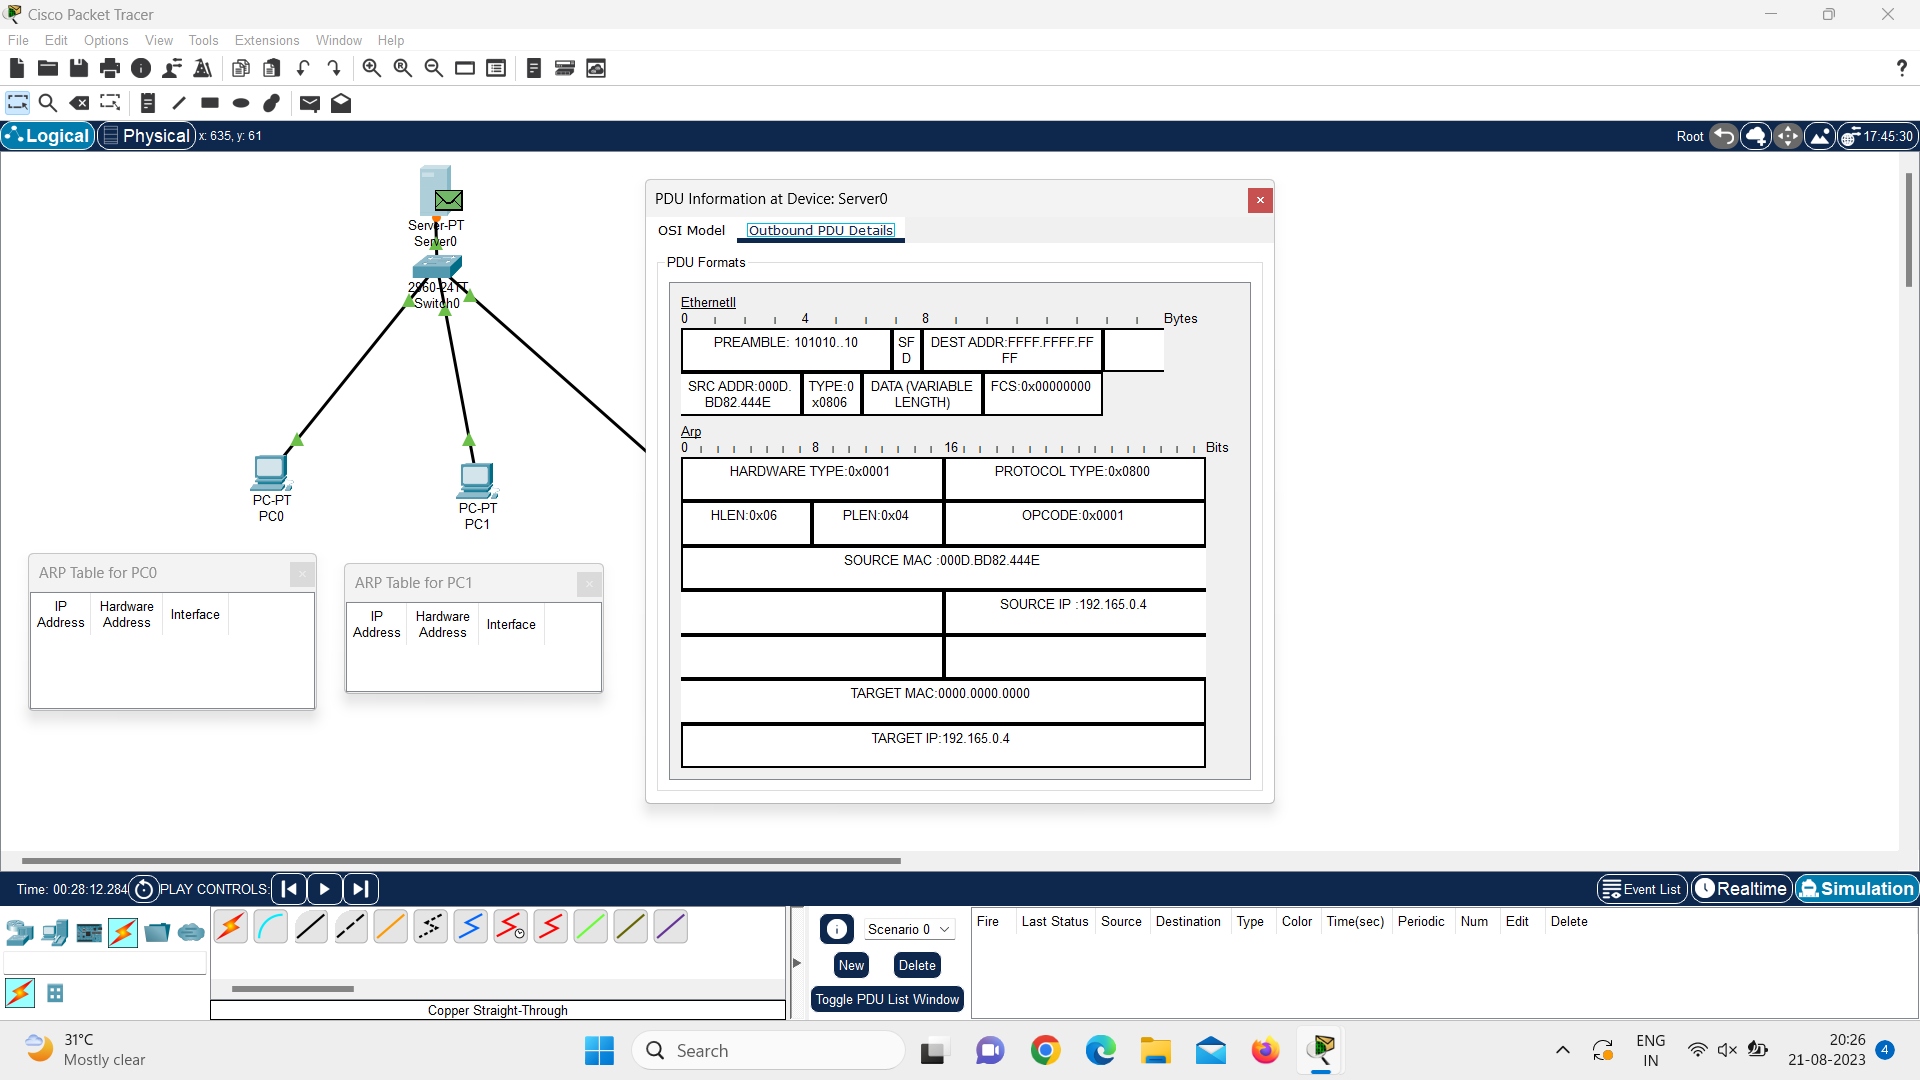 Cisco Packet Tracer
File Edit Options View Tools Extensions Window Help
?
Logical Physical x: 635, y: 61
Root 17:45:30
Server-PT
Server0
2960-24TT
Switch0
PC-PT
PC0
PC-PT
PC1
ARP Table for PC0
IP Address Hardware Address Interface
ARP Table for PC1
IP Address Hardware Address Interface
PDU Information at Device: Server0
OSI Model Outbound PDU Details
PDU Formats
EthernetII
0 4 8 Bytes
PREAMBLE: 101010..10 SF D DEST ADDR:FFFF.FFFF.FF FF
SRC ADDR:000D. BD82.444E TYPE:0 x0806 DATA (VARIABLE LENGTH) FCS:0x00000000
Arp
0 8 16 Bits
HARDWARE TYPE:0x0001 PROTOCOL TYPE:0x0800
HLEN:0x06 PLEN:0x04 OPCODE:0x0001
SOURCE MAC :000D.BD82.444E
SOURCE IP :192.165.0.4
TARGET MAC:0000.0000.0000
TARGET IP:192.165.0.4
Time: 00:28:12.284 PLAY CONTROLS:
Event List Realtime Simulation
Copper Straight-Through
Scenario 0
New Delete
Toggle PDU List Window
Fire Last Status Source Destination Type Color Time(sec) Periodic Num Edit Delete
31°C
Mostly clear
Search
ENG
IN
20:26
21-08-2023
4